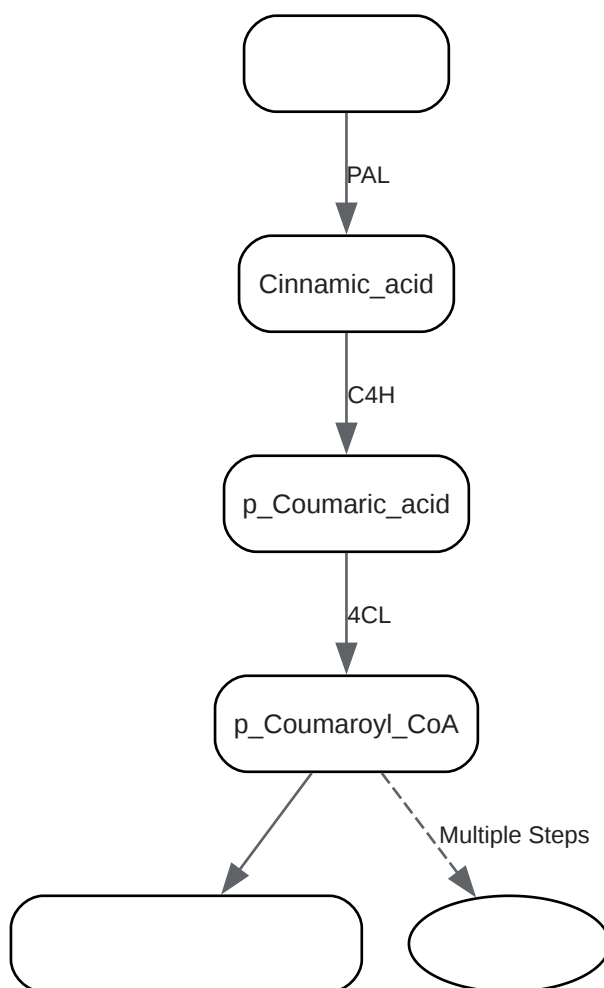 PAL
Cinnamic_acid
C4H
p_Coumaric_acid
4CL
p_Coumaroyl_CoA
Multiple Steps